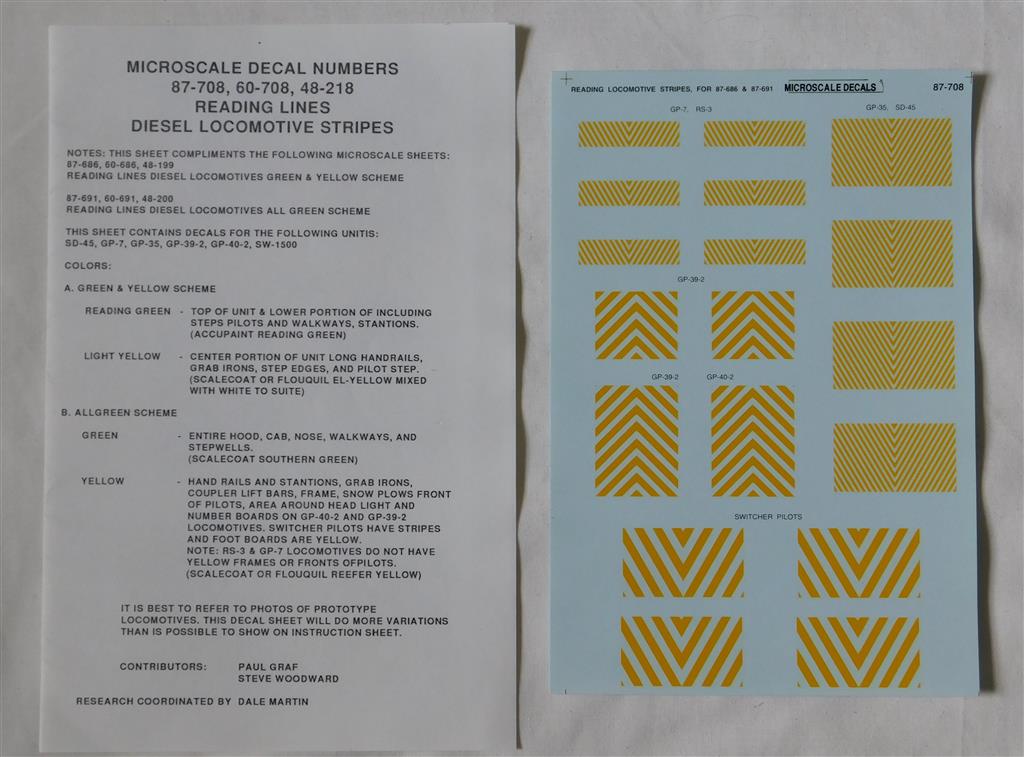 MICROSCALE DECAL NUMBERS
87-708, 60-708, 48-218
READING LINES
DIESEL LOCOMOTIVE STRIPES
NOTES: THIS SHEET COMPLIMENTS THE FOLLOWING MICROSCALE SHEETS:
87-686, 60-686, 48-199
READING LINES DIESEL LOCOMOTIVES GREEN & YELLOW SCHEME
87-691, 60-691, 48-200
READING LINES DIESEL LOCOMOTIVES ALL GREEN SCHEME
THIS SHEET CONTAINS DECALS FOR THE FOLLOWING UNITIS:
SD-45, GP-7, GP-35, GP-39-2, GP-40-2, SW-1500
COLORS:
A. GREEN & YELLOW SCHEME
READING GREEN - TOP OF UNIT & LOWER PORTION OF INCLUDING
STEPS PILOTS AND WALKWAYS, STANTIONS.
(ACCUPAINT READING GREEN)
LIGHT YELLOW - CENTER PORTION OF UNIT LONG HANDRAILS,
GRAB IRONS, STEP EDGES, AND PILOT STEP.
(SCALECOAT OR FLOUQUIL EL-YELLOW MIXED
WITH WHITE TO SUITE)
B. ALLGREEN SCHEME
GREEN - ENTIRE HOOD, CAB, NOSE, WALKWAYS, AND
STEPWELLS.
(SCALECOAT SOUTHERN GREEN)
YELLOW - HAND RAILS AND STANTIONS, GRAB IRONS,
COUPLER LIFT BARS, FRAME, SNOW PLOWS FRONT
OF PILOTS, AREA AROUND HEAD LIGHT AND
NUMBER BOARDS ON GP-40-2 AND GP-39-2
LOCOMOTIVES. SWITCHER PILOTS HAVE STRIPES
AND FOOT BOARDS ARE YELLOW.
NOTE: RS-3 & GP-7 LOCOMOTIVES DO NOT HAVE
YELLOW FRAMES OR FRONTS OFPILOTS.
(SCALECOAT OR FLOUQUIL REEFER YELLOW)
IT IS BEST TO REFER TO PHOTOS OF PROTOTYPE
LOCOMOTIVES. THIS DECAL SHEET WILL DO MORE VARIATIONS
THAN IS POSSIBLE TO SHOW ON INSTRUCTION SHEET.
CONTRIBUTORS: PAUL GRAF
STEVE WOODWARD
RESEARCH COORDINATED BY DALE MARTIN
READING LOCOMOTIVE STRIPES, FOR 87-686 & 87-691 MICROSCALE DECALS 87-708
GP-7, RS-3 GP-35, SD-45
GP-39-2
GP-39-2 GP-40-2
SWITCHER PILOTS